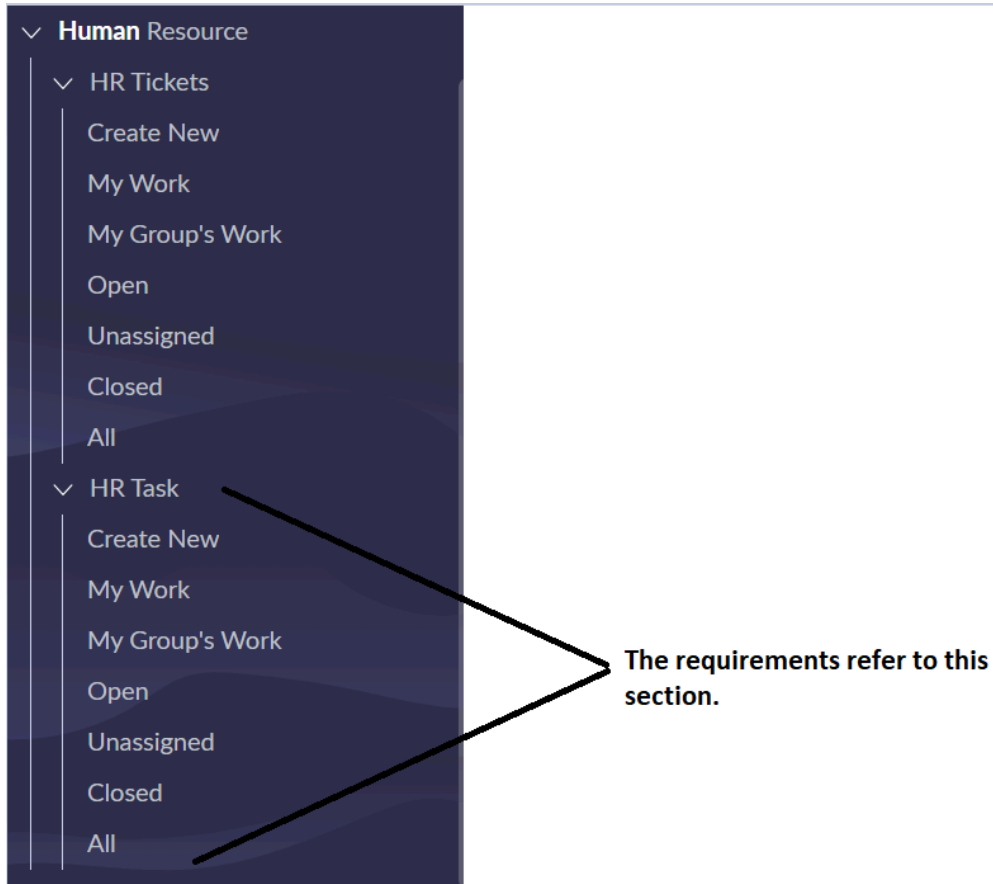 Human Resource
HR Tickets
Create New
My Work
My Group's Work
Open
Unassigned
Closed
All
HR Task
Create New
My Work
My Group's Work
Open
Unassigned
Closed
All
The requirements refer to this
section.